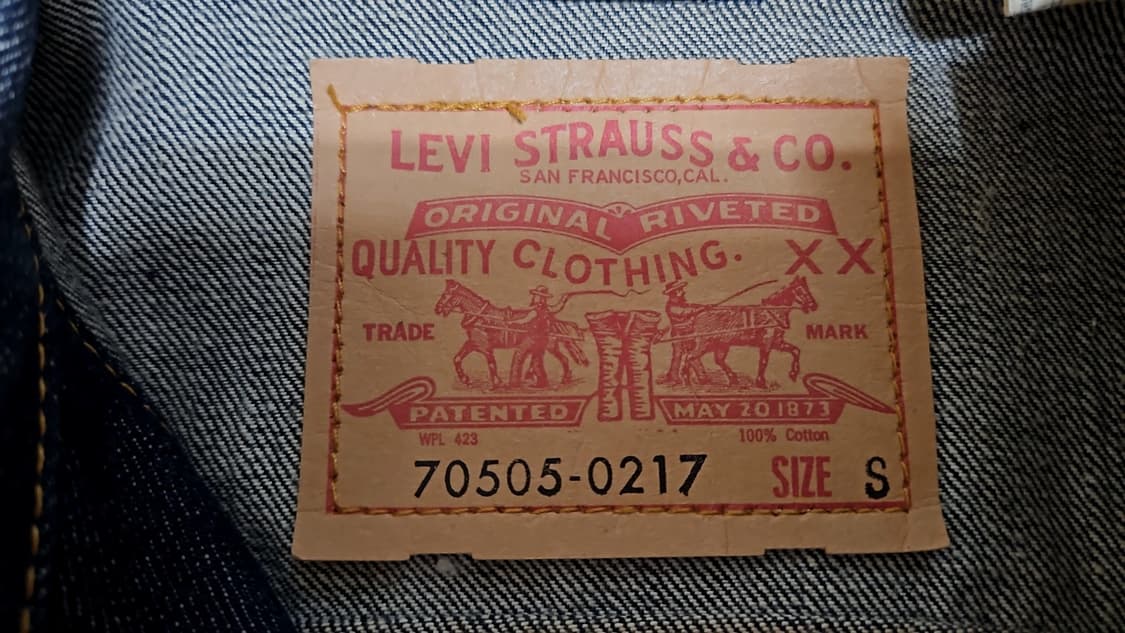 LEVI STRAUSS & CO.
SAN FRANCISCO, CAL.
ORIGINAL RIVETED
QUALITY CLOTHING. XX
TRADE MARK
PATENTED MAY 20 1873
WPL 423 100% Cotton
70505-0217 SIZE S